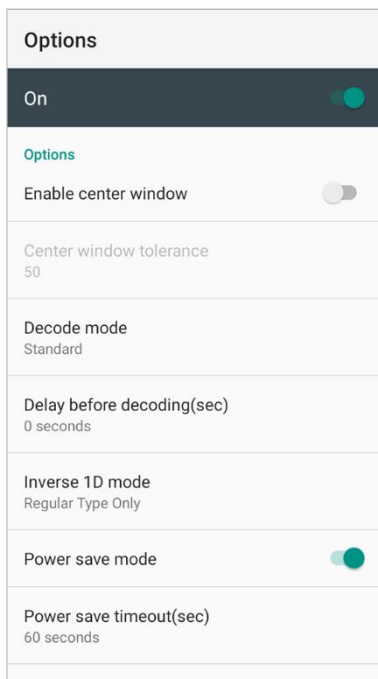 Options
On
Options
Enable center window
Center window tolerance
50
Decode mode
Standard
Delay before decoding(sec)
0 seconds
Inverse 1D mode
Regular Type Only
Power save mode
Power save timeout(sec)
60 seconds